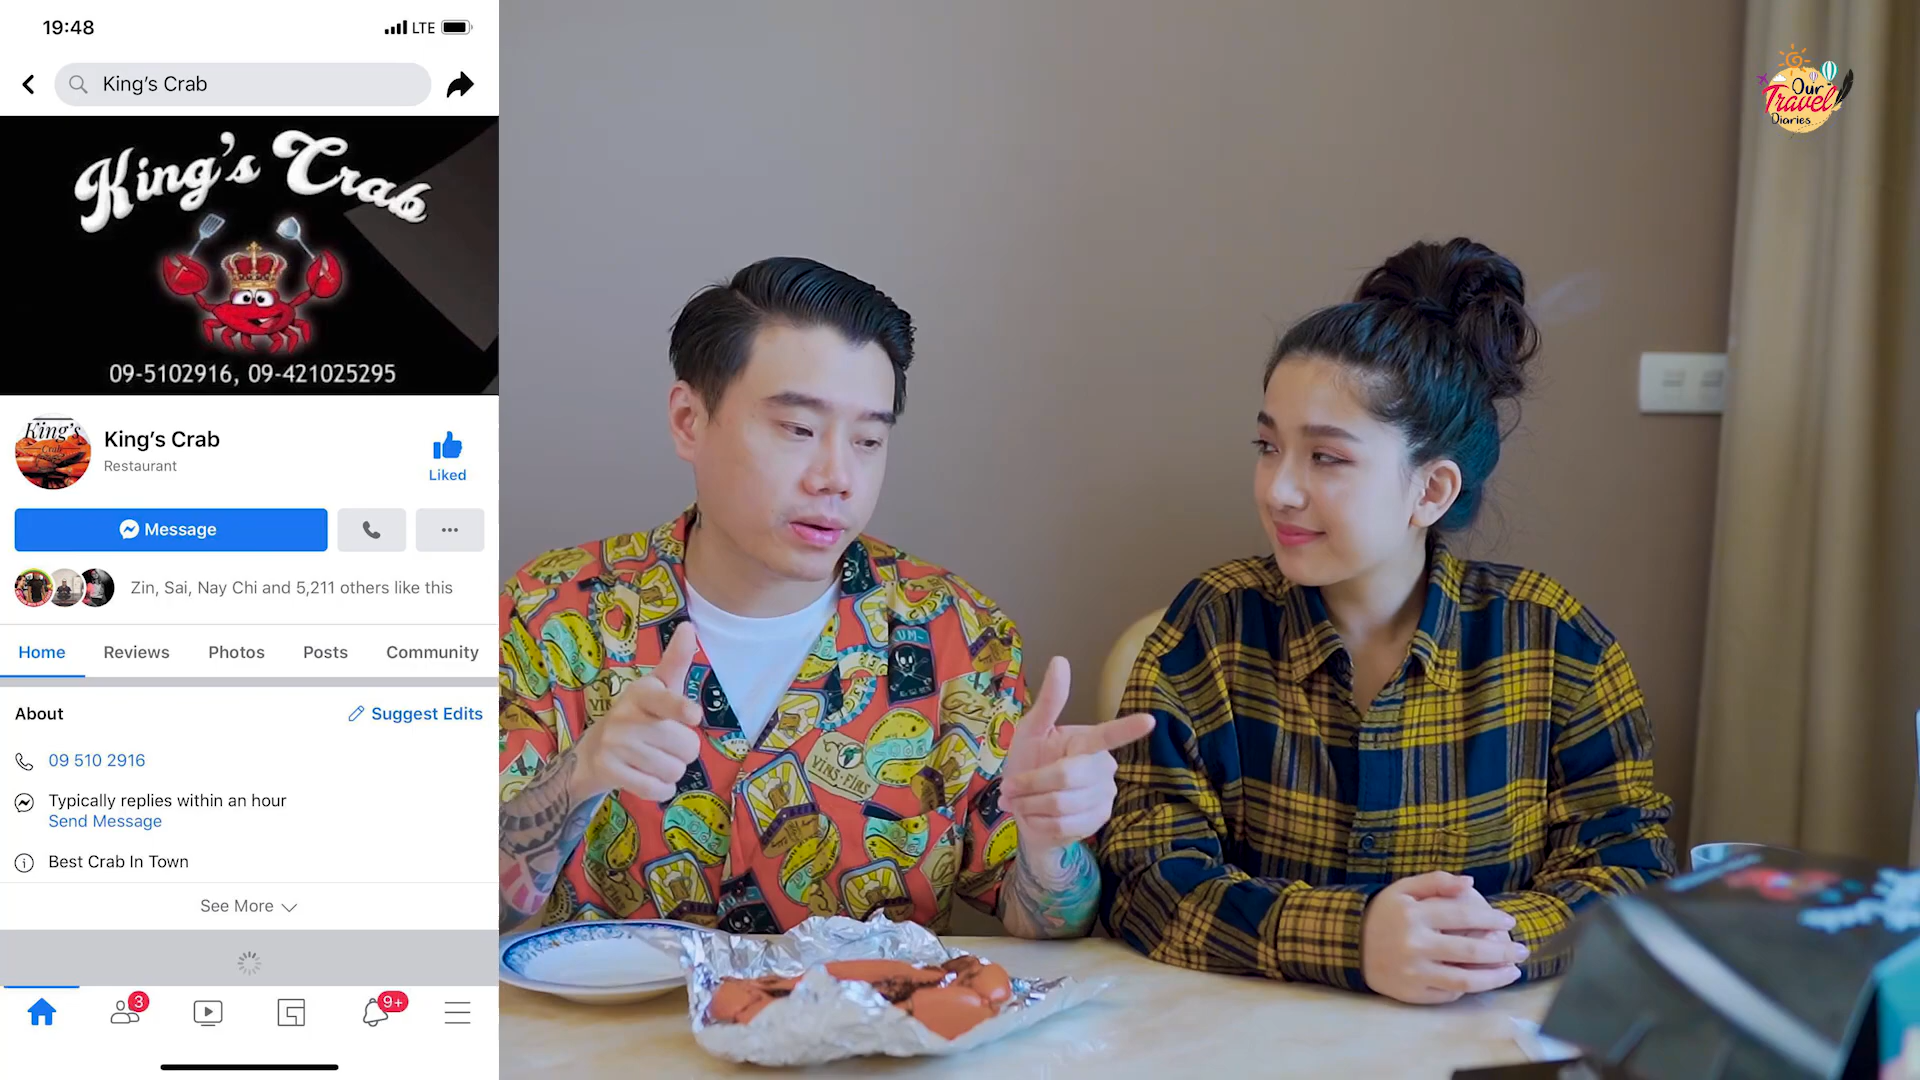 19:48
LTE
King's Crab
King's Crab
09-5102916, 09-421025295
King's
Crab
King's Crab
Restaurant
Liked
Message
Zin, Sai, Nay Chi and 5,211 others like this
Home
Reviews
Photos
Posts
Community
About
Suggest Edits
09 510 2916
Typically replies within an hour
Send Message
Best Crab In Town
See More
3
9+
Our
Travel
Diaries
VINS·FINS